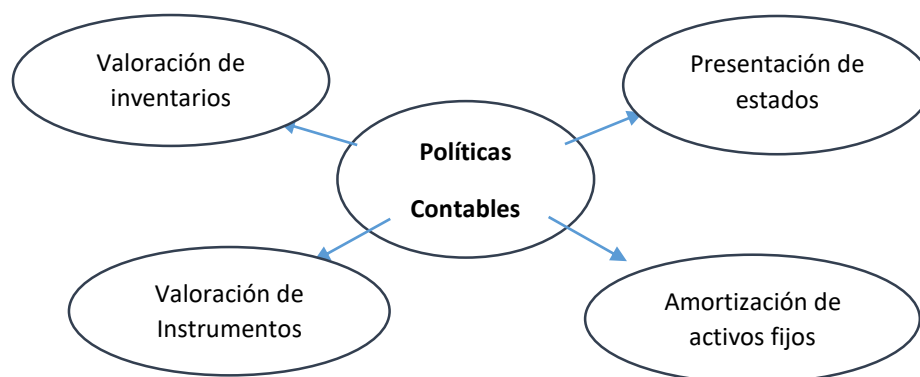 Valoración de
inventarios
Presentación de
estados
Políticas
Contables
Valoración de
Instrumentos
Amortización de
activos fijos